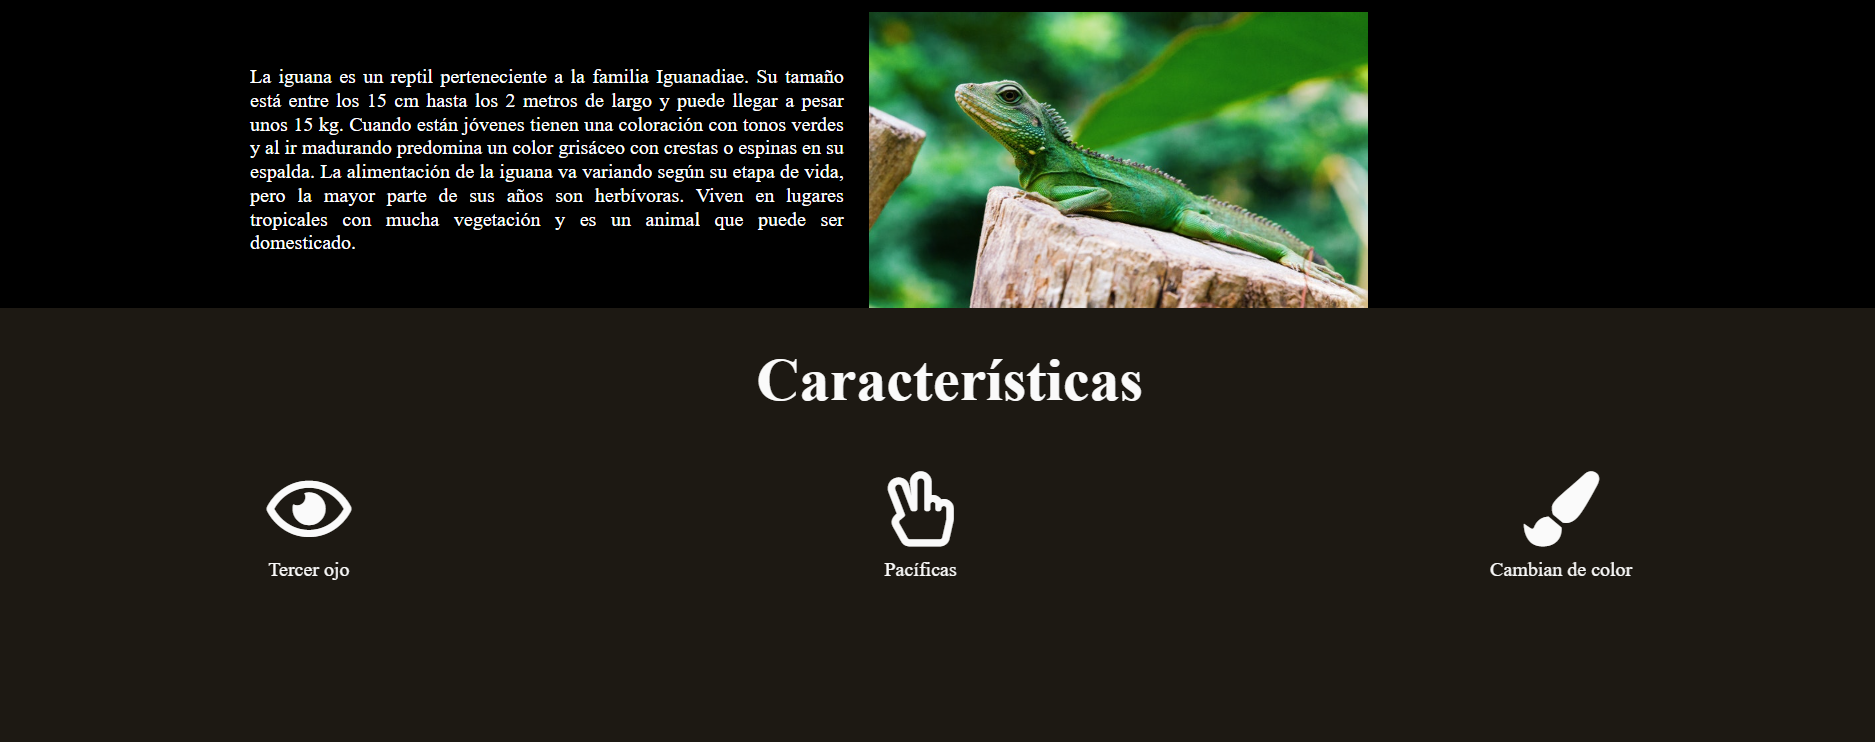 La iguana es un reptil perteneciente a la familia Iguanadiae. Su tamaño
está entre los 15 cm hasta los 2 metros de largo y puede llegar a pesar
unos 15 kg. Cuando están jóvenes tienen una coloración con tonos verdes
y al ir madurando predomina un color grisáceo con crestas o espinas en su
espalda. La alimentación de la iguana va variando según su etapa de vida,
pero la mayor parte de sus años son herbívoras. Viven en lugares
tropicales con mucha vegetación y es un animal que puede ser
domesticado.
Características
Tercer ojo
Pacíficas
Cambian de color